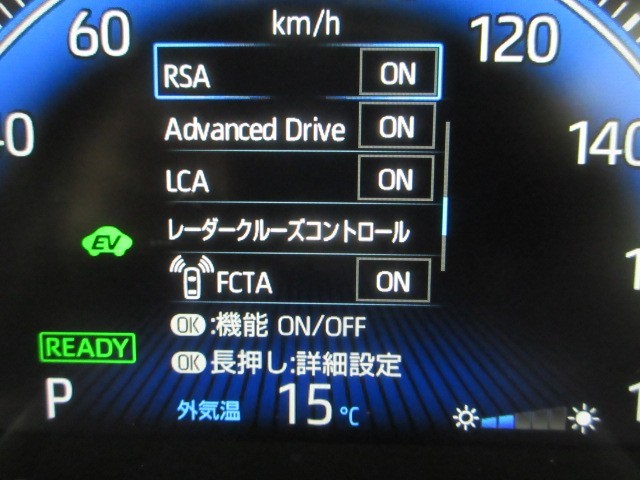 km/h
60
120
RSA ON
Advanced Drive ON
40
140
LCA ON
レーダークルーズコントロール
EV
FCTA ON
OK:機能 ON/OFF
READY
OK長押し:詳細設定
P
外気温 15℃